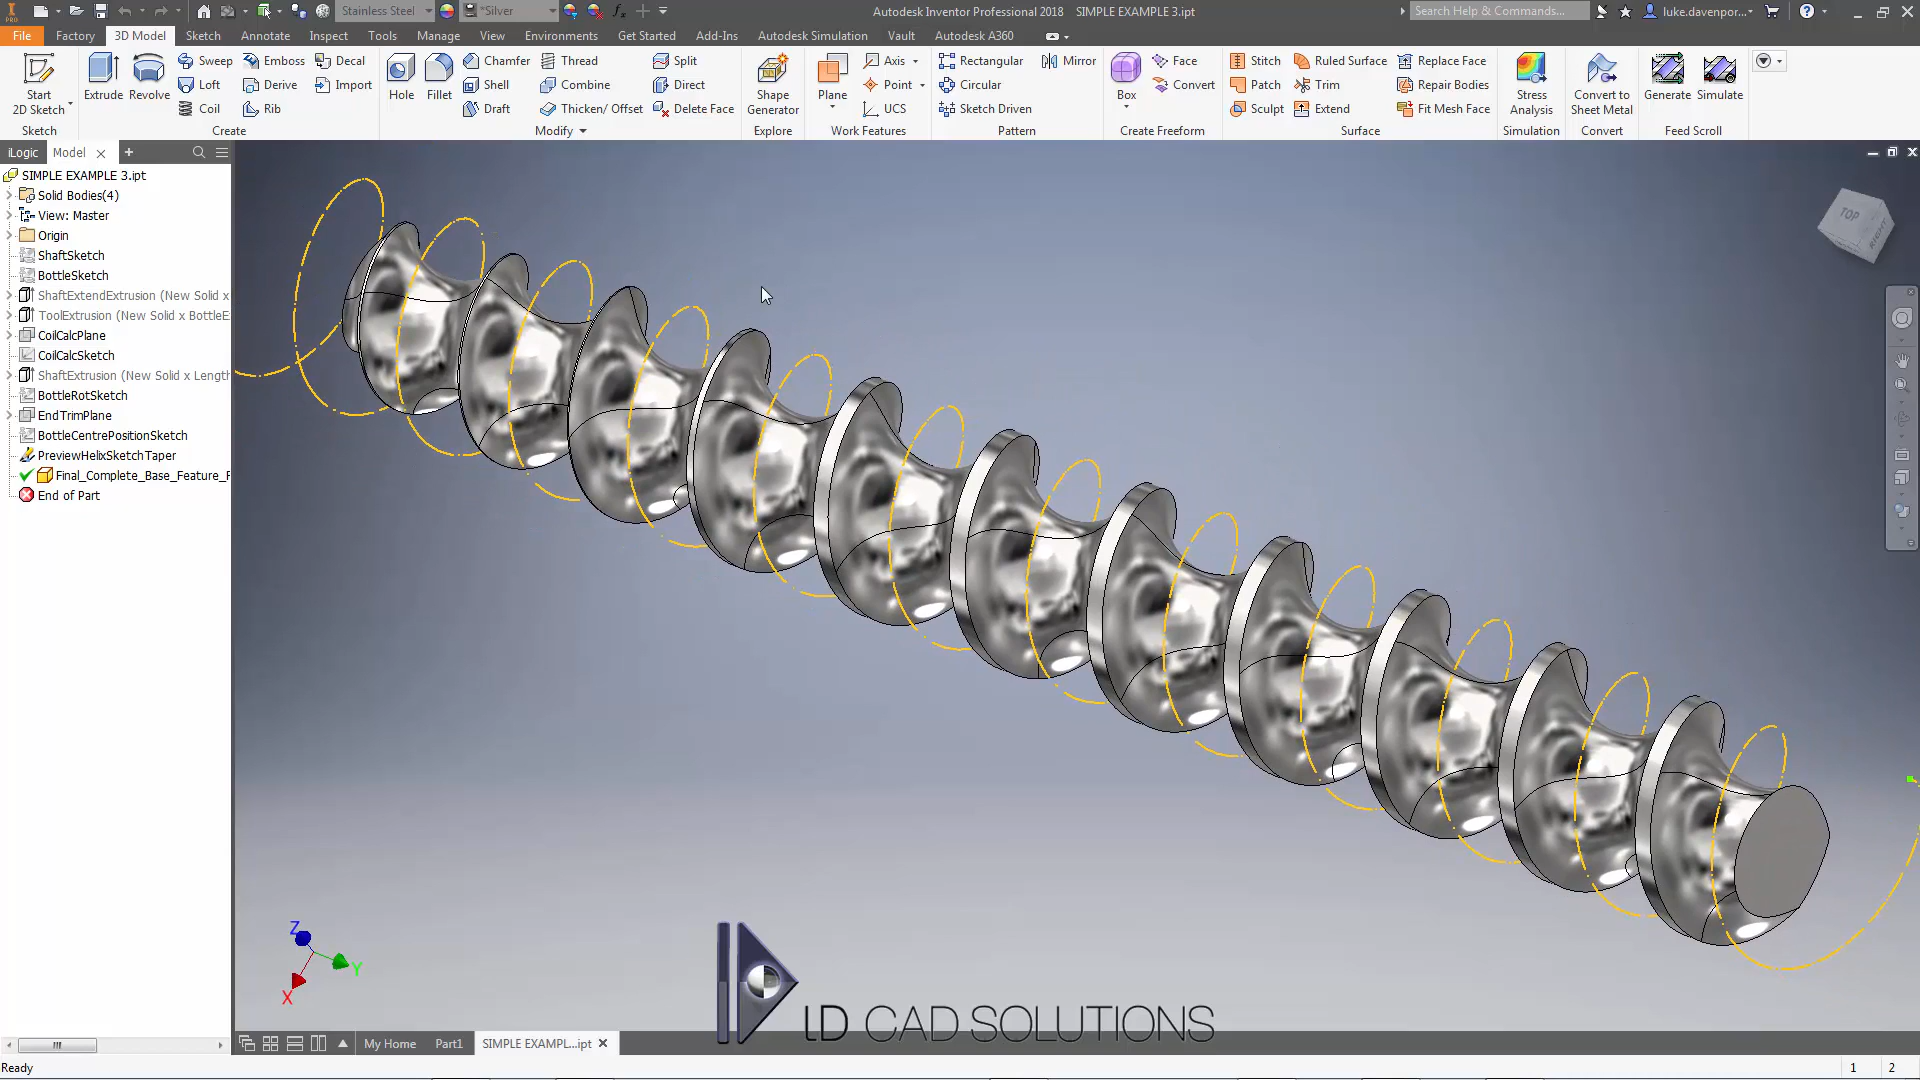 Stainless Steel
*Silver
Autodesk Inventor Professional 2018 SIMPLE EXAMPLE 3.ipt
Search Help & Commands...
luke.davenpor...
PRO
File Factory 3D Model Sketch Annotate Inspect Tools Manage View Environments Get Started Add-Ins Autodesk Simulation Vault Autodesk A360
Start
2D Sketch
Sketch
Extrude
Revolve
Sweep
Loft
Coil
Emboss
Derive
Rib
Decal
Import
Create
Hole
Fillet
Chamfer
Shell
Draft
Thread
Combine
Thicken/ Offset
Split
Direct
Delete Face
Modify
Shape
Generator
Explore
Plane
Axis
Point
UCS
Work Features
Rectangular
Circular
Sketch Driven
Mirror
Pattern
Box
Face
Convert
Create Freeform
Stitch
Patch
Sculpt
Ruled Surface
Trim
Extend
Replace Face
Repair Bodies
Fit Mesh Face
Surface
Stress
Analysis
Simulation
Convert to
Sheet Metal
Convert
Generate
Simulate
Feed Scroll
iLogic Model
SIMPLE EXAMPLE 3.ipt
Solid Bodies(4)
View: Master
Origin
ShaftSketch
BottleSketch
ShaftExtendExtrusion (New Solid x
ToolExtrusion (New Solid x BottleE
CoilCalcPlane
CoilCalcSketch
ShaftExtrusion (New Solid x Length
BottleRotSketch
EndTrimPlane
BottleCentrePositionSketch
PreviewHelixSketchTaper
Final_Complete_Base_Feature_F
End of Part
TOP
RIGHT
Z
Y
X
LD CAD SOLUTIONS
My Home Part1 SIMPLE EXAMPL...ipt
Ready
1 2